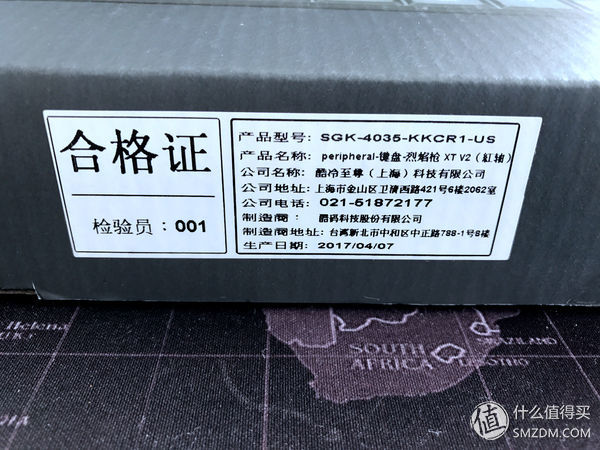 合格证
检验员：001
产品型号：SGK-4035-KKCR1-US
产品名称：peripheral-键盘-烈焰枪 XT V2（紅轴）
公司名称：酷冷至尊（上海）科技有限公司
公司地址：上海市金山区卫清西路421号6楼2062室
公司电话：021-51872177
制造商：酷码科技股份有限公司
制造商地址：台湾新北市中和区中正路788-1号8楼
生产日期：2017/04/07
Helena
SOUTH
AFRICA
SWAZILAND
LESOTHO
值 什么值得买
SMZDM.COM